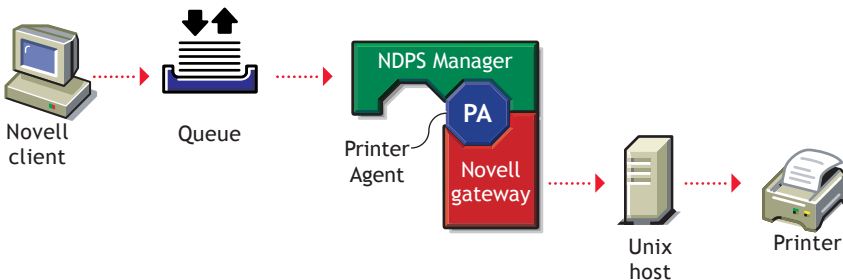 Novell
client
Queue
NDPS Manager
PA
Printer
Agent
Novell
gateway
Unix
host
Printer